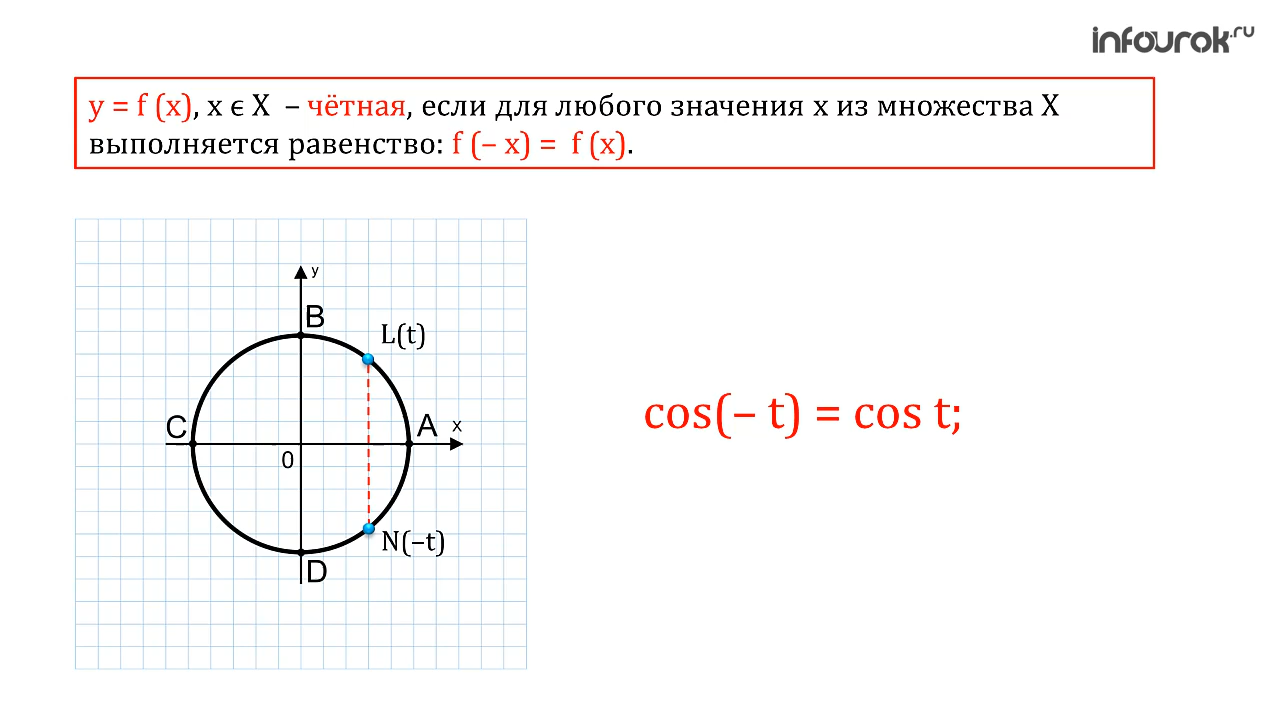 infourok.ru
y = f (x), x ϵ X – чётная, если для любого значения x из множества X
выполняется равенство: f (– x) = f (x).
y
B
L(t)
C
A
x
0
cos(– t) = cos t;
N(–t)
D